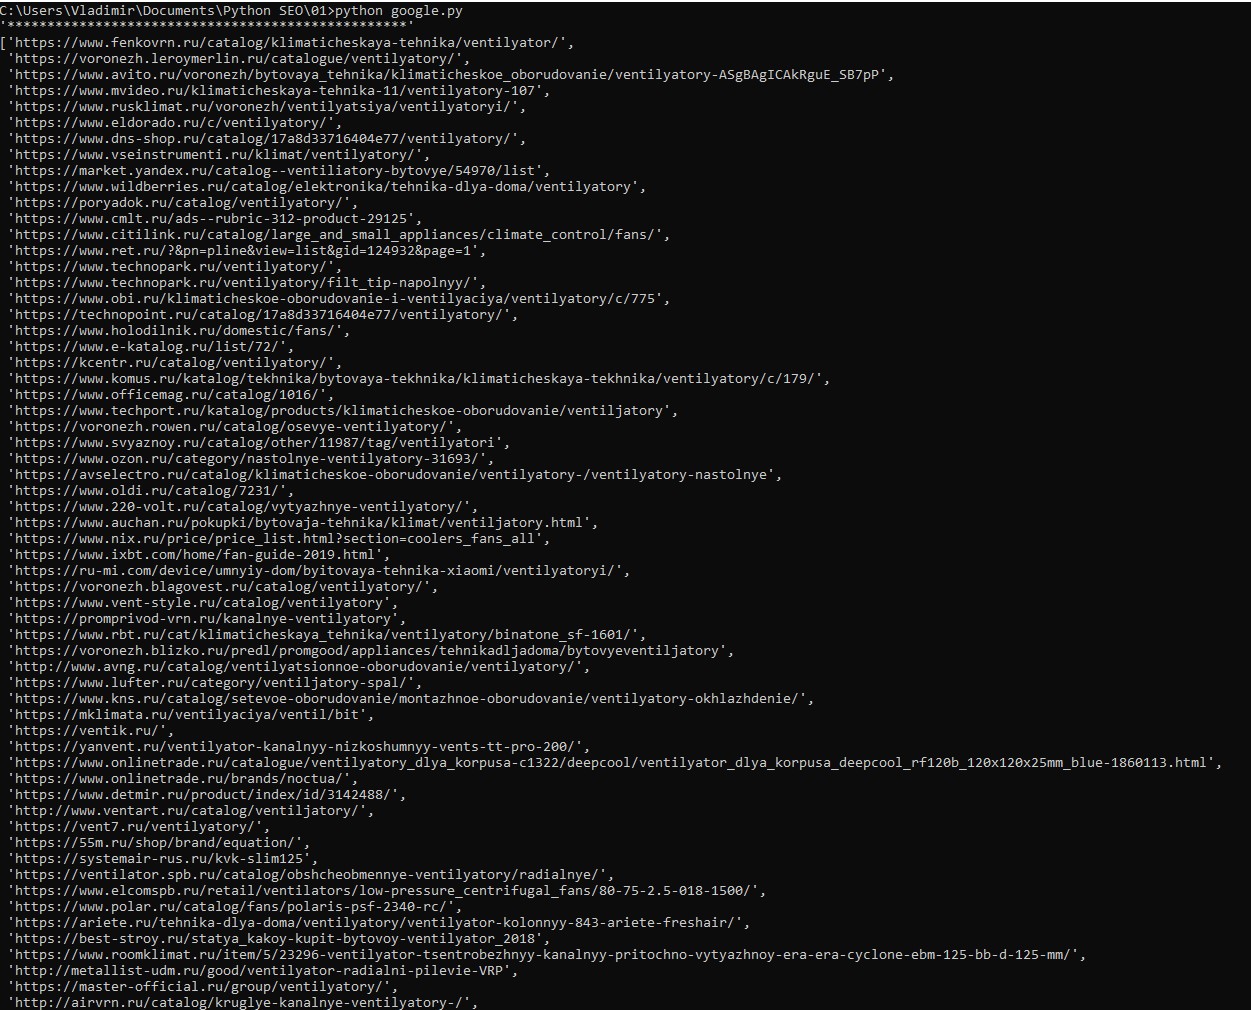 C:\Users\Vladimir\Documents\Python SEO\01>python google.py
'**************************************************'
['https://www.fenkovrn.ru/catalog/klimaticheskaya-tehnika/ventilyator/',
'https://voronezh.leroymerlin.ru/catalogue/ventilyatory/',
'https://www.avito.ru/voronezh/bytovaya_tehnika/klimaticheskoe_oborudovanie/ventilyatory-ASgBAgICAkRguE_SB7pP',
'https://www.mvideo.ru/klimaticheskaya-tehnika-11/ventilyatory-107',
'https://www.rusklimat.ru/voronezh/ventilyatsiya/ventilyatoryi/',
'https://www.eldorado.ru/c/ventilyatory/',
'https://www.dns-shop.ru/catalog/17a8d33716404e77/ventilyatory/',
'https://www.vseinstrumenti.ru/klimat/ventilyatory/',
'https://market.yandex.ru/catalog--ventiliatory-bytovye/54970/list',
'https://www.wildberries.ru/catalog/elektronika/tehnika-dlya-doma/ventilyatory',
'https://poryadok.ru/catalog/ventilyatory/',
'https://www.cmlt.ru/ads--rubric-312-product-29125',
'https://www.citilink.ru/catalog/large_and_small_appliances/climate_control/fans/',
'https://www.ret.ru/?&pn=pline&view=list&gid=124932&page=1',
'https://www.technopark.ru/ventilyatory/',
'https://www.technopark.ru/ventilyatory/filt_tip-napolnyy/',
'https://www.obi.ru/klimaticheskoe-oborudovanie-i-ventilyaciya/ventilyatory/c/775',
'https://technopoint.ru/catalog/17a8d33716404e77/ventilyatory/',
'https://www.holodilnik.ru/domestic/fans/',
'https://www.e-katalog.ru/list/72/',
'https://kcentr.ru/catalog/ventilyatory/',
'https://www.komus.ru/katalog/tekhnika/bytovaya-tekhnika/klimaticheskaya-tekhnika/ventilyatory/c/179/',
'https://www.officemag.ru/catalog/1016/',
'https://www.techport.ru/katalog/products/klimaticheskoe-oborudovanie/ventiljatory',
'https://voronezh.rowen.ru/catalog/osevye-ventilyatory/',
'https://www.svyaznoy.ru/catalog/other/11987/tag/ventilyatori',
'https://www.ozon.ru/category/nastolnye-ventilyatory-31693/',
'https://avselectro.ru/catalog/klimaticheskoe-oborudovanie/ventilyatory-/ventilyatory-nastolnye',
'https://www.oldi.ru/catalog/7231/',
'https://www.220-volt.ru/catalog/vytyazhnye-ventilyatory/',
'https://www.auchan.ru/pokupki/bytovaja-tehnika/klimat/ventiljatory.html',
'https://www.nix.ru/price/price_list.html?section=coolers_fans_all',
'https://www.ixbt.com/home/fan-guide-2019.html',
'https://ru-mi.com/device/umnyiy-dom/byitovaya-tehnika-xiaomi/ventilyatoryi/',
'https://voronezh.blagovest.ru/catalog/ventilyatory/',
'https://www.vent-style.ru/catalog/ventilyatory',
'https://promprivod-vrn.ru/kanalnye-ventilyatory',
'https://www.rbt.ru/cat/klimaticheskaya_tehnika/ventilyatory/binatone_sf-1601/',
'https://voronezh.blizko.ru/predl/promgood/appliances/tehnikadljadoma/bytovyeventiljatory',
'http://www.avng.ru/catalog/ventilyatsionnoe-oborudovanie/ventilyatory/',
'https://www.lufter.ru/category/ventiljatory-spal/',
'https://www.kns.ru/catalog/setevoe-oborudovanie/montazhnoe-oborudovanie/ventilyatory-okhlazhdenie/',
'https://mklimata.ru/ventilyaciya/ventil/bit',
'https://ventik.ru/',
'https://yanvent.ru/ventilyator-kanalnyy-nizkoshumnyy-vents-tt-pro-200/',
'https://www.onlinetrade.ru/catalogue/ventilyatory_dlya_korpusa-c1322/deepcool/ventilyator_dlya_korpusa_deepcool_rf120b_120x120x25mm_blue-1860113.html',
'https://www.onlinetrade.ru/brands/noctua/',
'https://www.detmir.ru/product/index/id/3142488/',
'http://www.ventart.ru/catalog/ventiljatory/',
'https://vent7.ru/ventilyatory/',
'https://55m.ru/shop/brand/equation/',
'https://systemair-rus.ru/kvk-slim125',
'https://ventilator.spb.ru/catalog/obshcheobmennye-ventilyatory/radialnye/',
'https://www.elcomspb.ru/retail/ventilators/low-pressure_centrifugal_fans/80-75-2.5-018-1500/',
'https://www.polar.ru/catalog/fans/polaris-psf-2340-rc/',
'https://ariete.ru/tehnika-dlya-doma/ventilyatory/ventilyator-kolonnyy-843-ariete-freshair/',
'https://best-stroy.ru/statya_kakoy-kupit-bytovoy-ventilyator_2018',
'https://www.roomklimat.ru/item/5/23296-ventilyator-tsentrobezhnyy-kanalnyy-pritochno-vytyazhnoy-era-era-cyclone-ebm-125-bb-d-125-mm/',
'http://metallist-udm.ru/good/ventilyator-radialni-pilevie-VRP',
'https://master-official.ru/group/ventilyatory/',
'http://airvrn.ru/catalog/kruglye-kanalnye-ventilyatory-/',